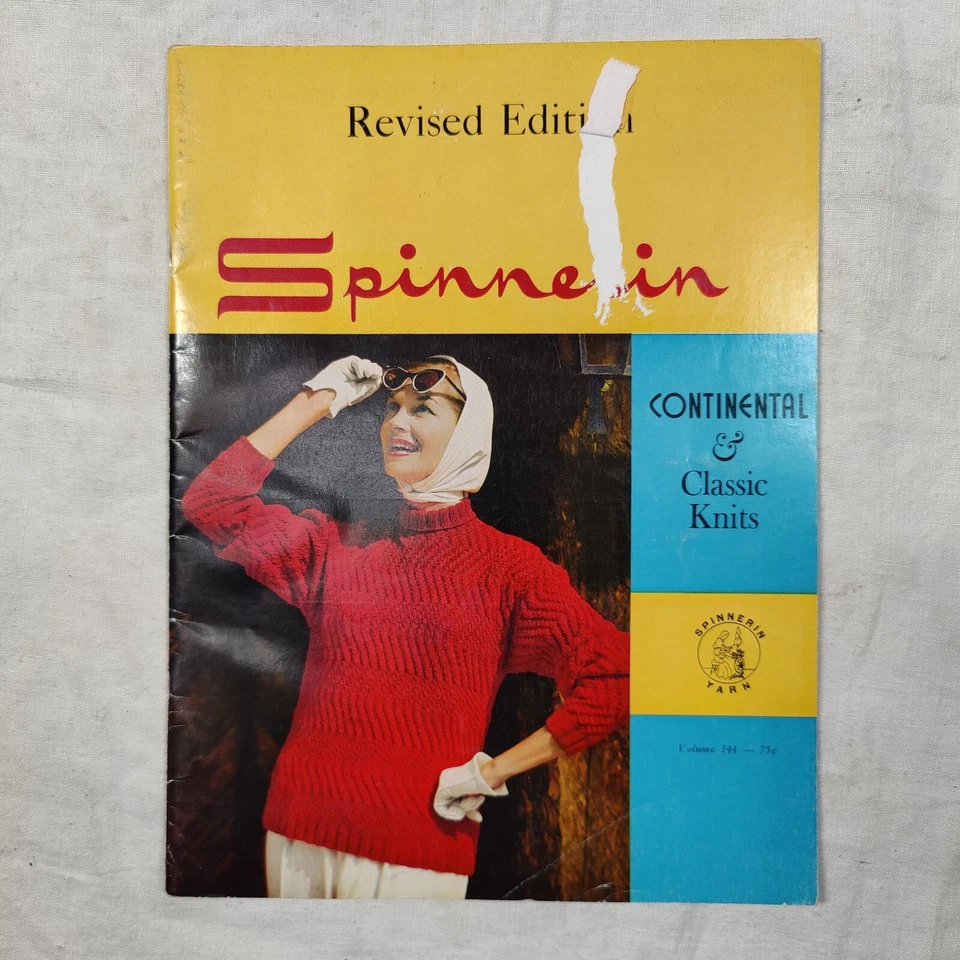 Revised Edition
Spinnerin
CONTINENTAL
&
Classic
Knits
SPINNERIN
YARN
Volume 144 — 75¢